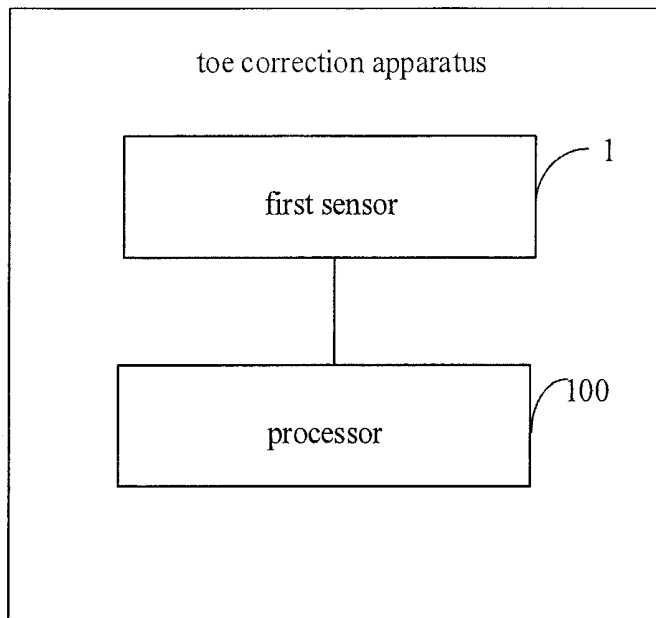 toe correction apparatus
1
first sensor
100
processor